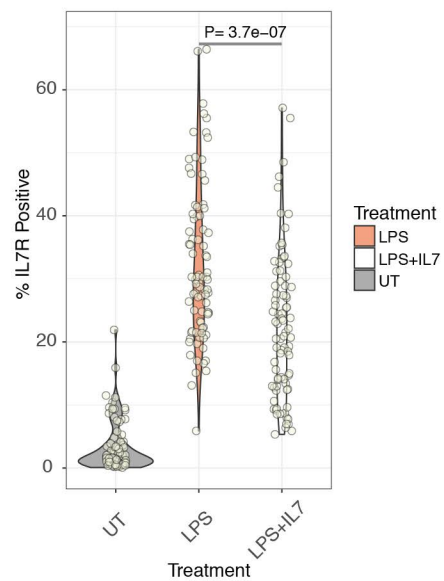 P= 3.7e−07
60
40
20
0
% IL7R Positive
UT
LPS
LPS+IL7
Treatment
Treatment
LPS
LPS+IL7
UT